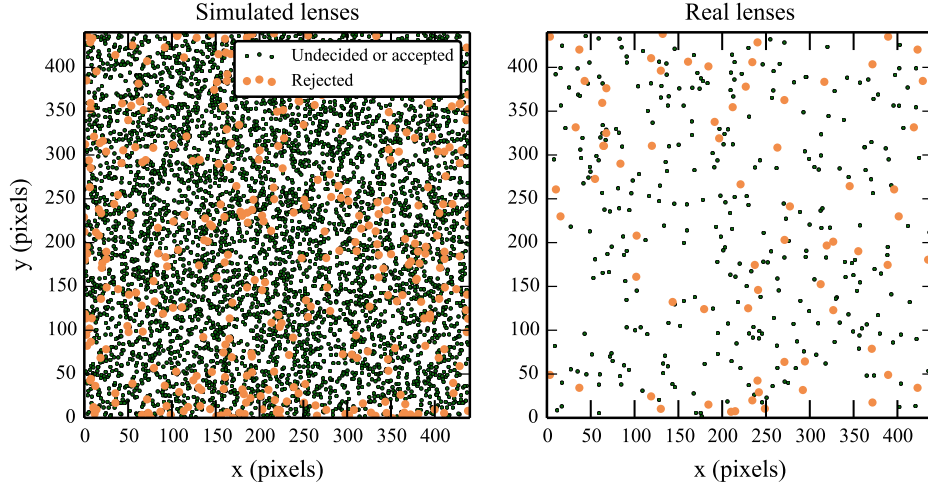 Simulated lenses
Real lenses
Undecided or accepted
Rejected
y (pixels)
400
350
300
250
200
150
100
50
0
0 50 100 150 200 250 300 350 400
x (pixels)
400
350
300
250
200
150
100
50
0
0 50 100 150 200 250 300 350 400
x (pixels)